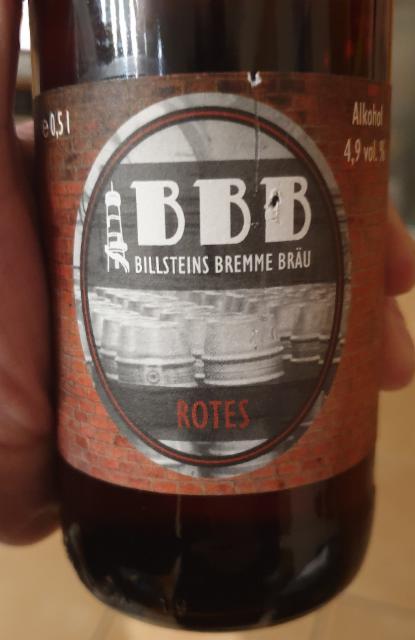 e 0,5 l
Alkohol
4,9 vol. %
BBB
BILLSTEINS BREMME BRÄU
ROTES